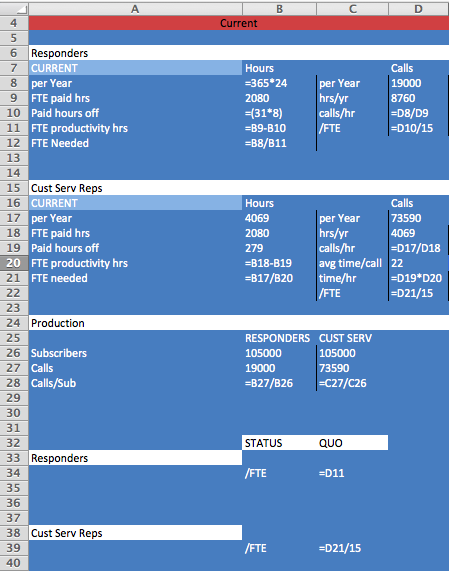 A B C D
4 Current
5
6 Responders
7 CURRENT Hours Calls
8 per Year =365*24 per Year 19000
9 FTE paid hrs 2080 hrs/yr 8760
10 Paid hours off =(31*8) calls/hr =D8/D9
11 FTE productivity hrs =B9-B10 /FTE =D10/15
12 FTE Needed =B8/B11
13
14
15 Cust Serv Reps
16 CURRENT Hours Calls
17 per Year 4069 per Year 73590
18 FTE paid hrs 2080 hrs/yr 4069
19 Paid hours off 279 calls/hr =D17/D18
20 FTE productivity hrs =B18-B19 avg time/call 22
21 FTE needed =B17/B20 time/hr =D19*D20
22 /FTE =D21/15
23
24 Production
25 RESPONDERS CUST SERV
26 Subscribers 105000 105000
27 Calls 19000 73590
28 Calls/Sub =B27/B26 =C27/C26
29
30
31
32 STATUS QUO
33 Responders
34 /FTE =D11
35
36
37
38 Cust Serv Reps
39 /FTE =D21/15
40